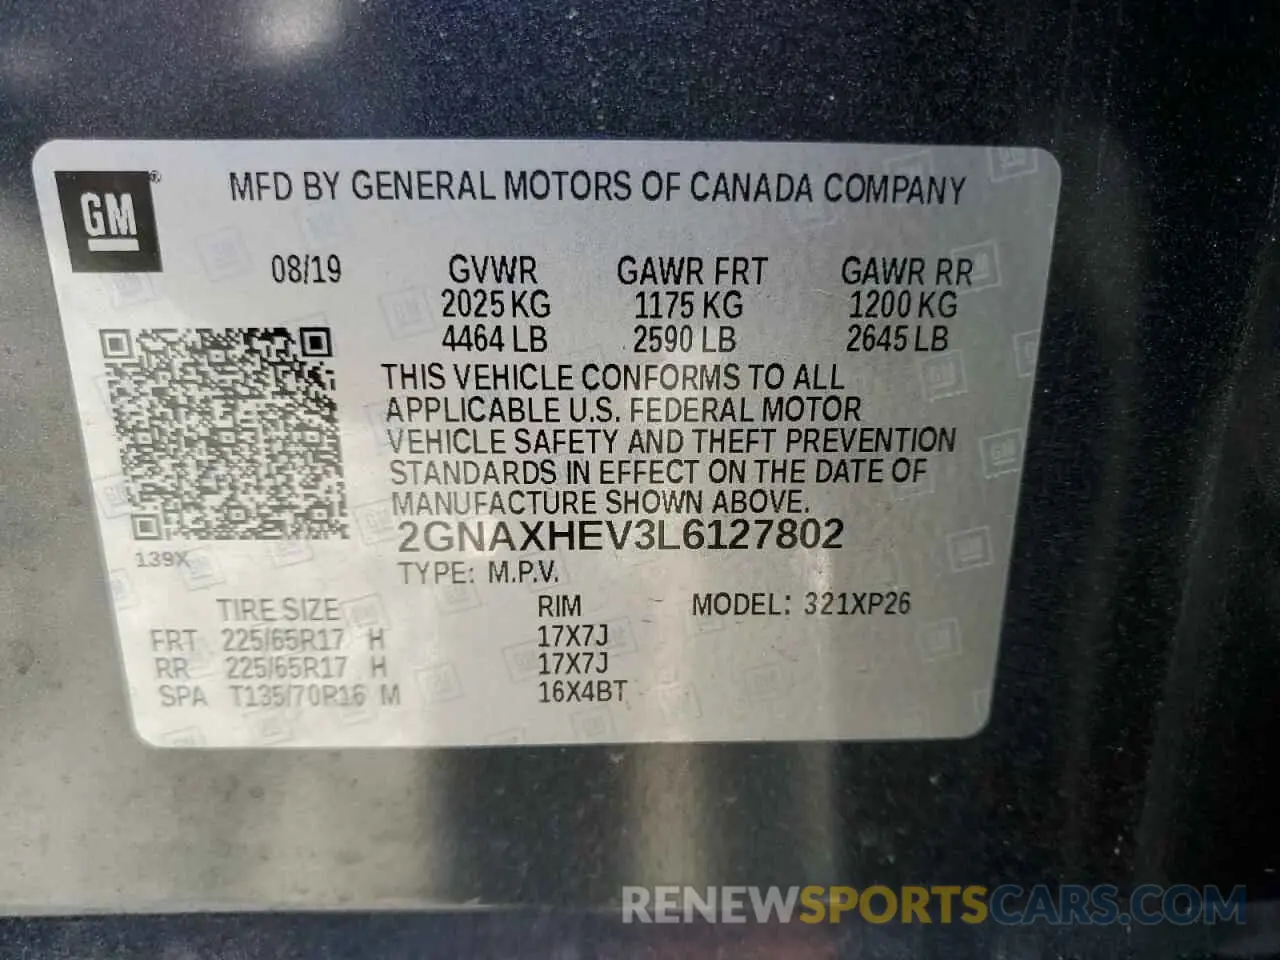 GM®
MFD BY GENERAL MOTORS OF CANADA COMPANY
08/19 GVWR GAWR FRT GAWR RR
2025 KG 1175 KG 1200 KG
4464 LB 2590 LB 2645 LB
THIS VEHICLE CONFORMS TO ALL
APPLICABLE U.S. FEDERAL MOTOR
VEHICLE SAFETY AND THEFT PREVENTION
STANDARDS IN EFFECT ON THE DATE OF
MANUFACTURE SHOWN ABOVE.
2GNAXHEV3L6127802
139X
TYPE: M.P.V.
TIRE SIZE RIM MODEL: 321XP26
FRT 225/65R17 H 17X7J
RR 225/65R17 H 17X7J
SPA T135/70R16 M 16X4BT
RENEWSPORTSCARS.COM